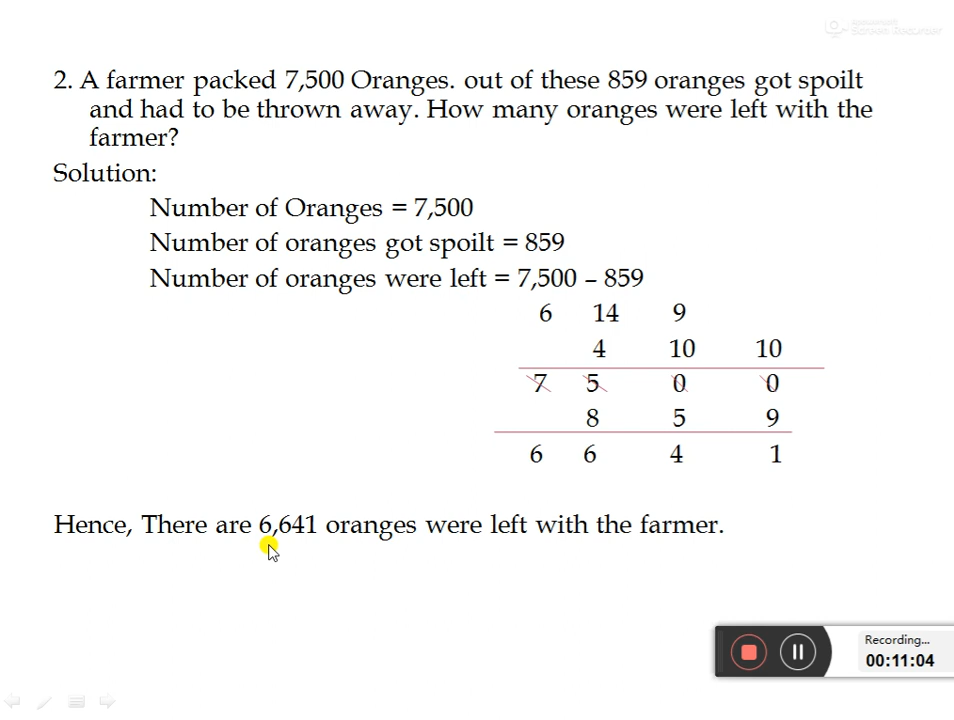 2. A farmer packed 7,500 Oranges. out of these 859 oranges got spoilt
and had to be thrown away. How many oranges were left with the
farmer?
Solution:
Number of Oranges = 7,500
Number of oranges got spoilt = 859
Number of oranges were left = 7,500 – 859
6 14 9
4 10 10
7 5 0 0
8 5 9
6 6 4 1
Hence, There are 6,641 oranges were left with the farmer.
Recording...
00:11:04
Screen Recorder